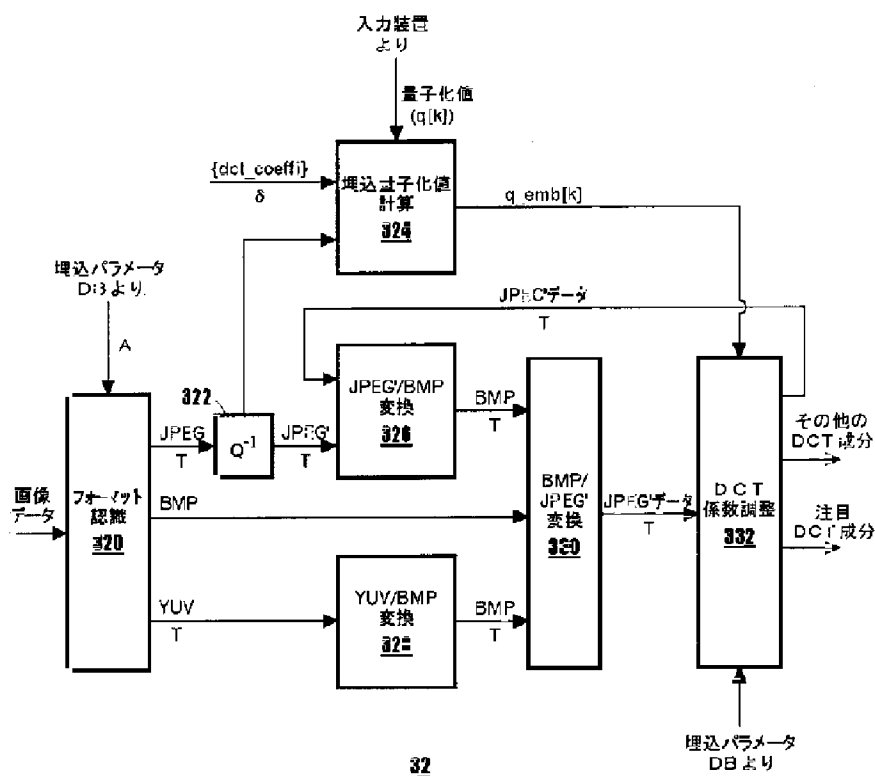 入力装置
より
量子化値
(q[k])
{dct_coeffi}
δ
埋込量子化値
計算
324
q_emb[k]
埋込パラメータ
DBより
A
JPEG'データ
T
322
JPEG
T
Q-1
JPEG'
T
JPEG'/BMP
変換
326
BMP
T
その他の
DCT成分
画像
データ
フォーマット
認識
320
BMP
BMP/
JPEG'
変換
330
JPEG'データ
T
DCT
係数調整
332
注目
DCT成分
YUV
T
YUV/BMP
変換
328
BMP
T
埋込パラメータ
DBより
32